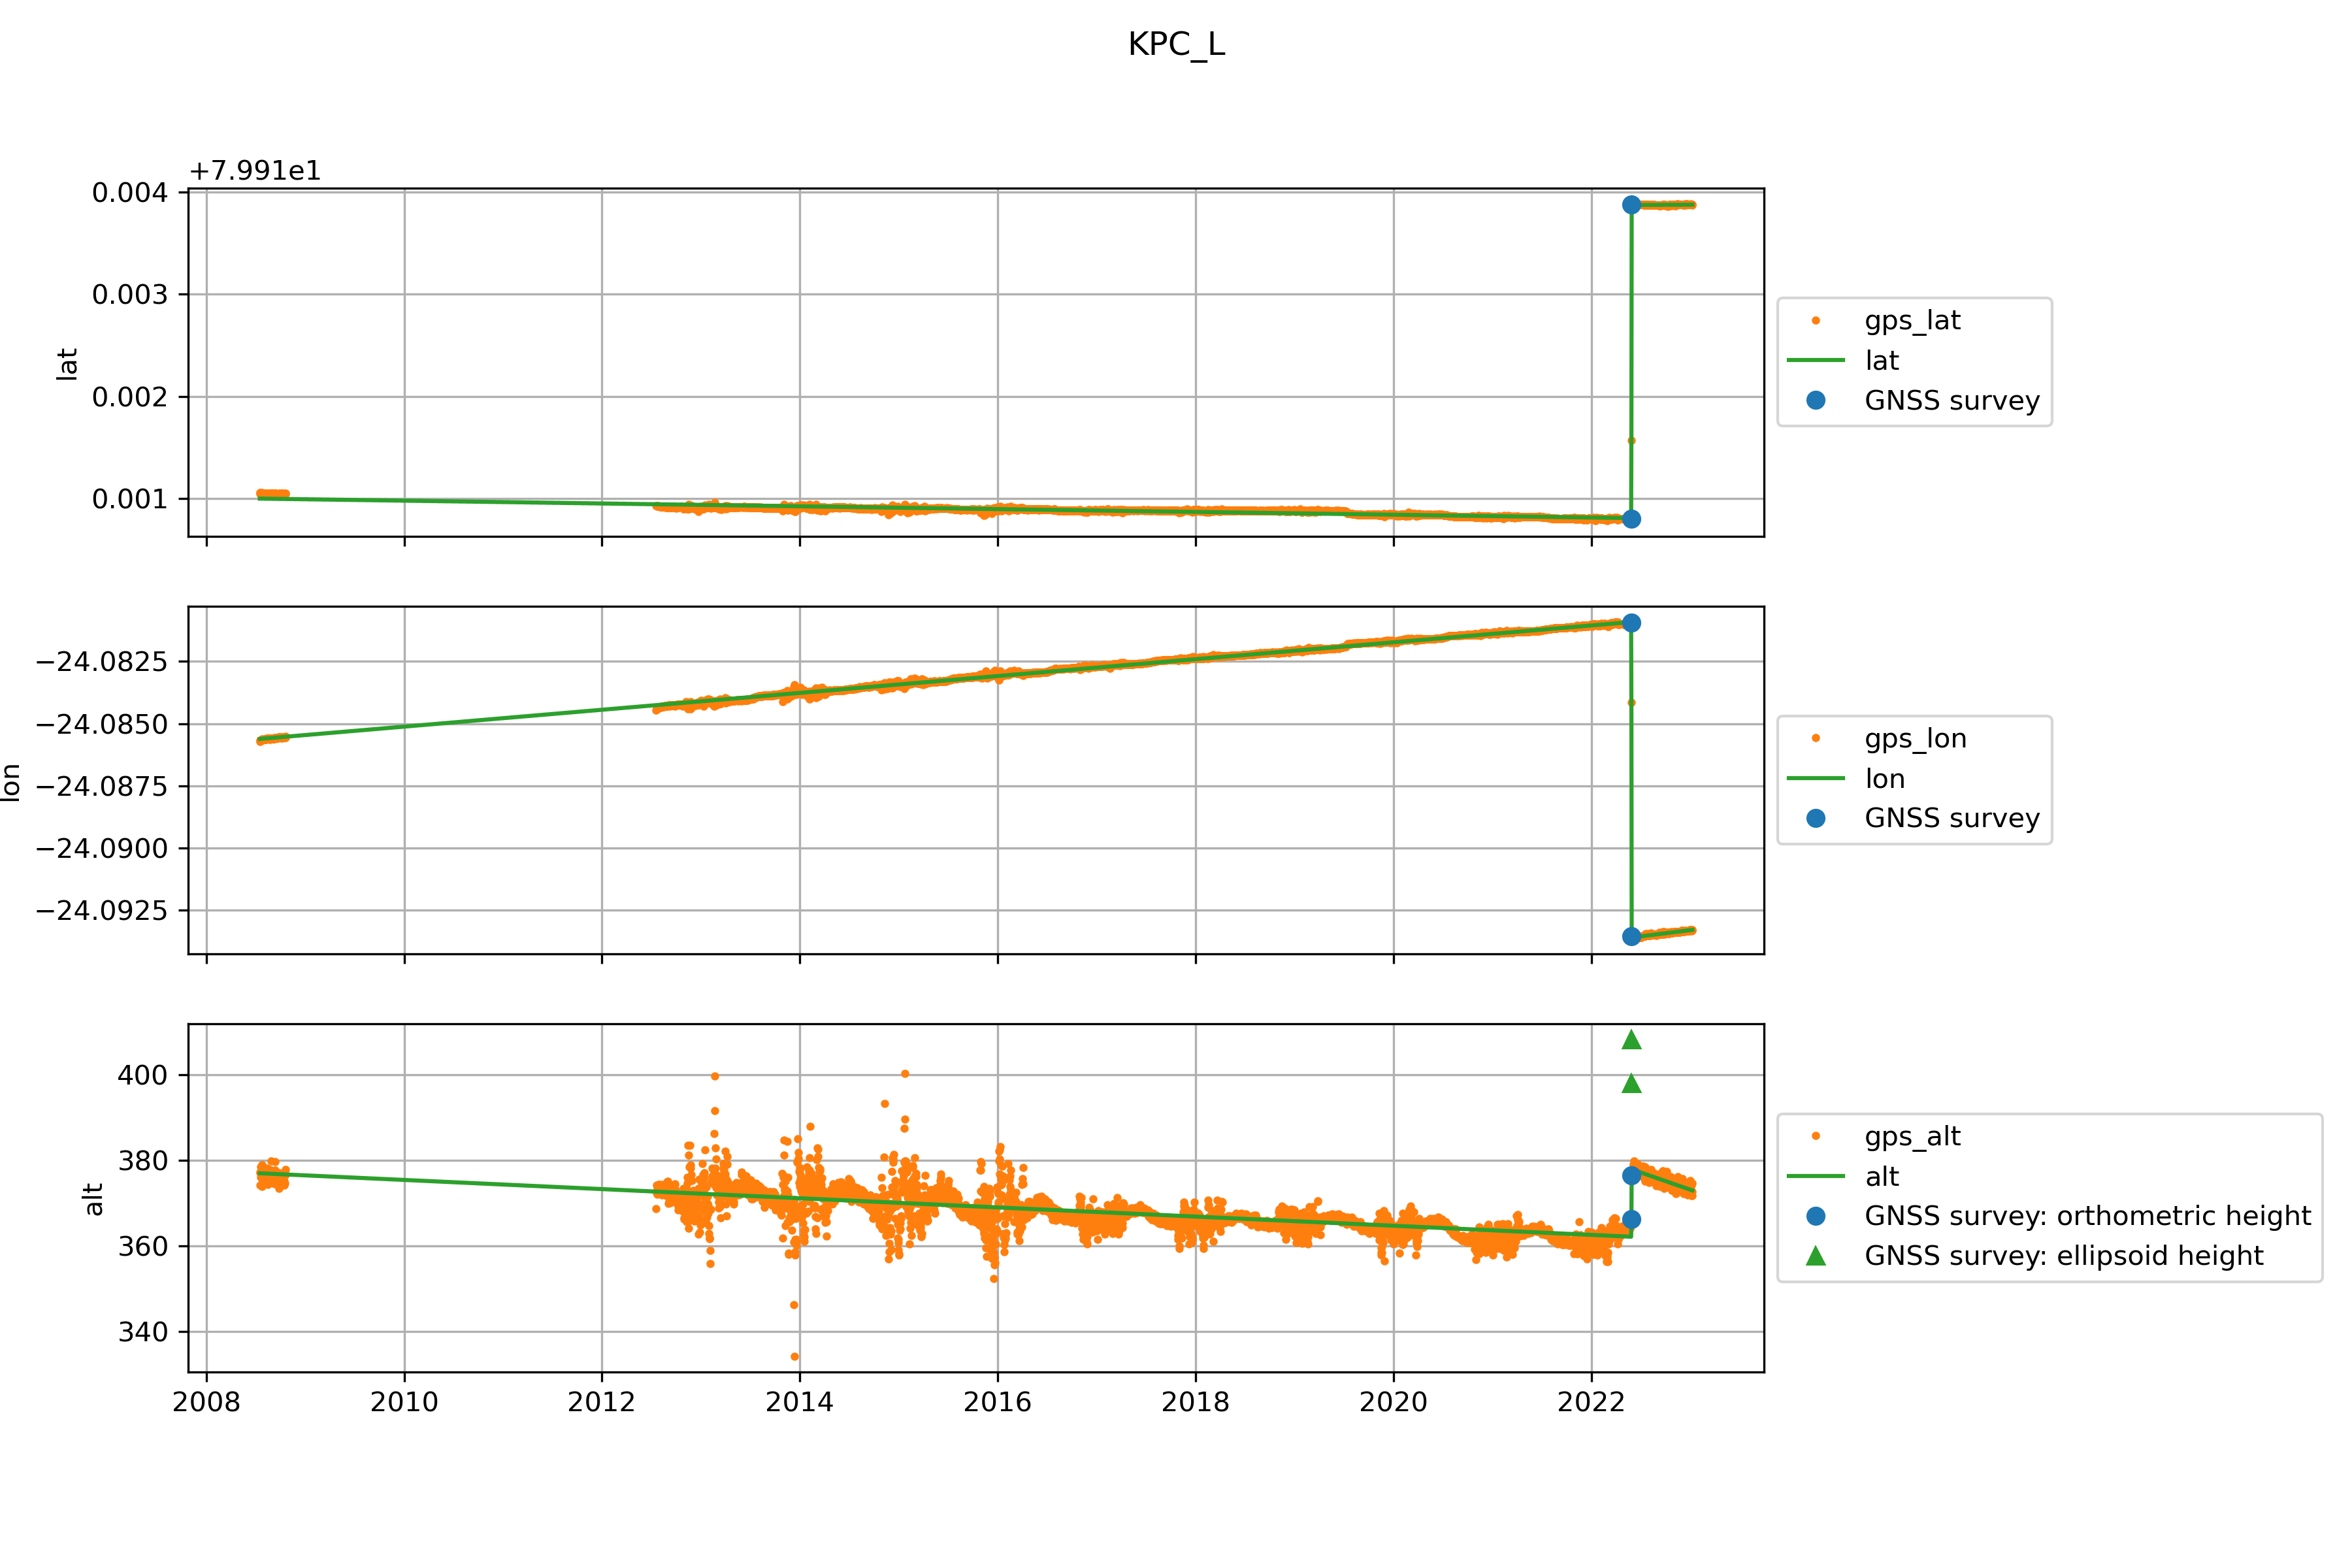 KPC_L
+7.991e1
0.004
0.003
0.002
0.001
lat
gps_lat
lat
GNSS survey
−24.0825
−24.0850
−24.0875
−24.0900
−24.0925
lon
gps_lon
lon
GNSS survey
400
380
360
340
alt
gps_alt
alt
GNSS survey: orthometric height
GNSS survey: ellipsoid height
2008 2010 2012 2014 2016 2018 2020 2022